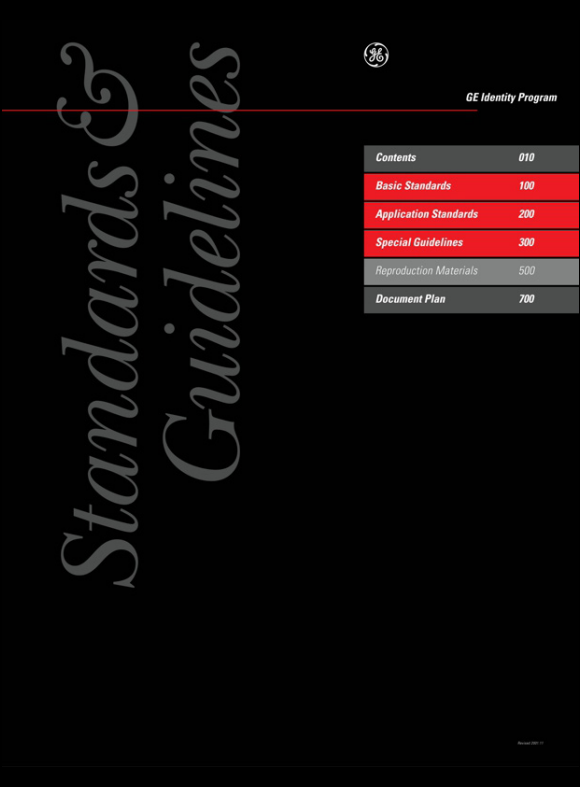 Standards &
Guidelines
GE
GE Identity Program
Contents 010
Basic Standards 100
Application Standards 200
Special Guidelines 300
Reproduction Materials 500
Document Plan 700